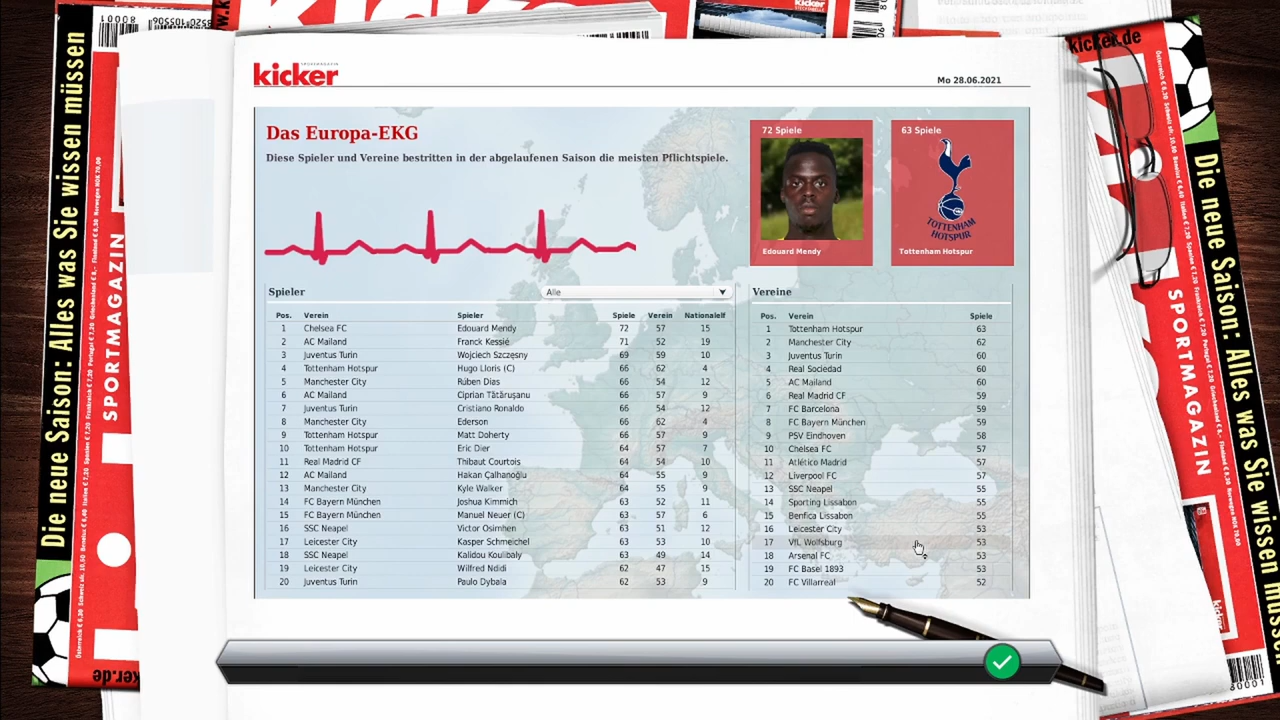 kicker
SPORTMAGAZIN
Mo 28.06.2021
Das Europa-EKG
Diese Spieler und Vereine bestritten in der abgelaufenen Saison die meisten Pflichtspiele.
72 Spiele
Edouard Mendy
63 Spiele
TOTTENHAM
HOTSPUR
Tottenham Hotspur
Spieler
Alle
Pos. Verein Spieler Spiele Verein Nationalelf
1 Chelsea FC Edouard Mendy 72 57 15
2 AC Mailand Franck Kessié 71 52 19
3 Juventus Turin Wojciech Szczęsny 69 59 10
4 Tottenham Hotspur Hugo Lloris (C) 66 62 4
5 Manchester City Rúben Dias 66 54 12
6 AC Mailand Ciprian Tătărușanu 66 57 9
7 Juventus Turin Cristiano Ronaldo 66 54 12
8 Manchester City Ederson 66 62 4
9 Tottenham Hotspur Matt Doherty 66 57 9
10 Tottenham Hotspur Eric Dier 64 57 7
11 Real Madrid CF Thibaut Courtois 64 54 10
12 AC Mailand Hakan Çalhanoğlu 64 55 9
13 Manchester City Kyle Walker 64 55 9
14 FC Bayern München Joshua Kimmich 63 52 11
15 FC Bayern München Manuel Neuer (C) 63 57 6
16 SSC Neapel Victor Osimhen 63 51 12
17 Leicester City Kasper Schmeichel 63 53 10
18 SSC Neapel Kalidou Koulibaly 63 49 14
19 Leicester City Wilfred Ndidi 62 47 15
20 Juventus Turin Paulo Dybala 62 53 9
Vereine
Pos. Verein Spiele
1 Tottenham Hotspur 63
2 Manchester City 62
3 Juventus Turin 60
4 Real Sociedad 60
5 AC Mailand 60
6 Real Madrid CF 59
7 FC Barcelona 59
8 FC Bayern München 59
9 PSV Eindhoven 58
10 Chelsea FC 57
11 Atlético Madrid 57
12 Liverpool FC 57
13 SSC Neapel 55
14 Sporting Lissabon 55
15 Benfica Lissabon 55
16 Leicester City 53
17 VfL Wolfsburg 53
18 Arsenal FC 53
19 FC Basel 1893 53
20 FC Villarreal 52
Die neue Saison: Alles was Sie wissen müssen
SPORTMAGAZIN
kicker.de
Die neue Saison: Alles was Sie wissen müssen
SPORTMAGAZIN